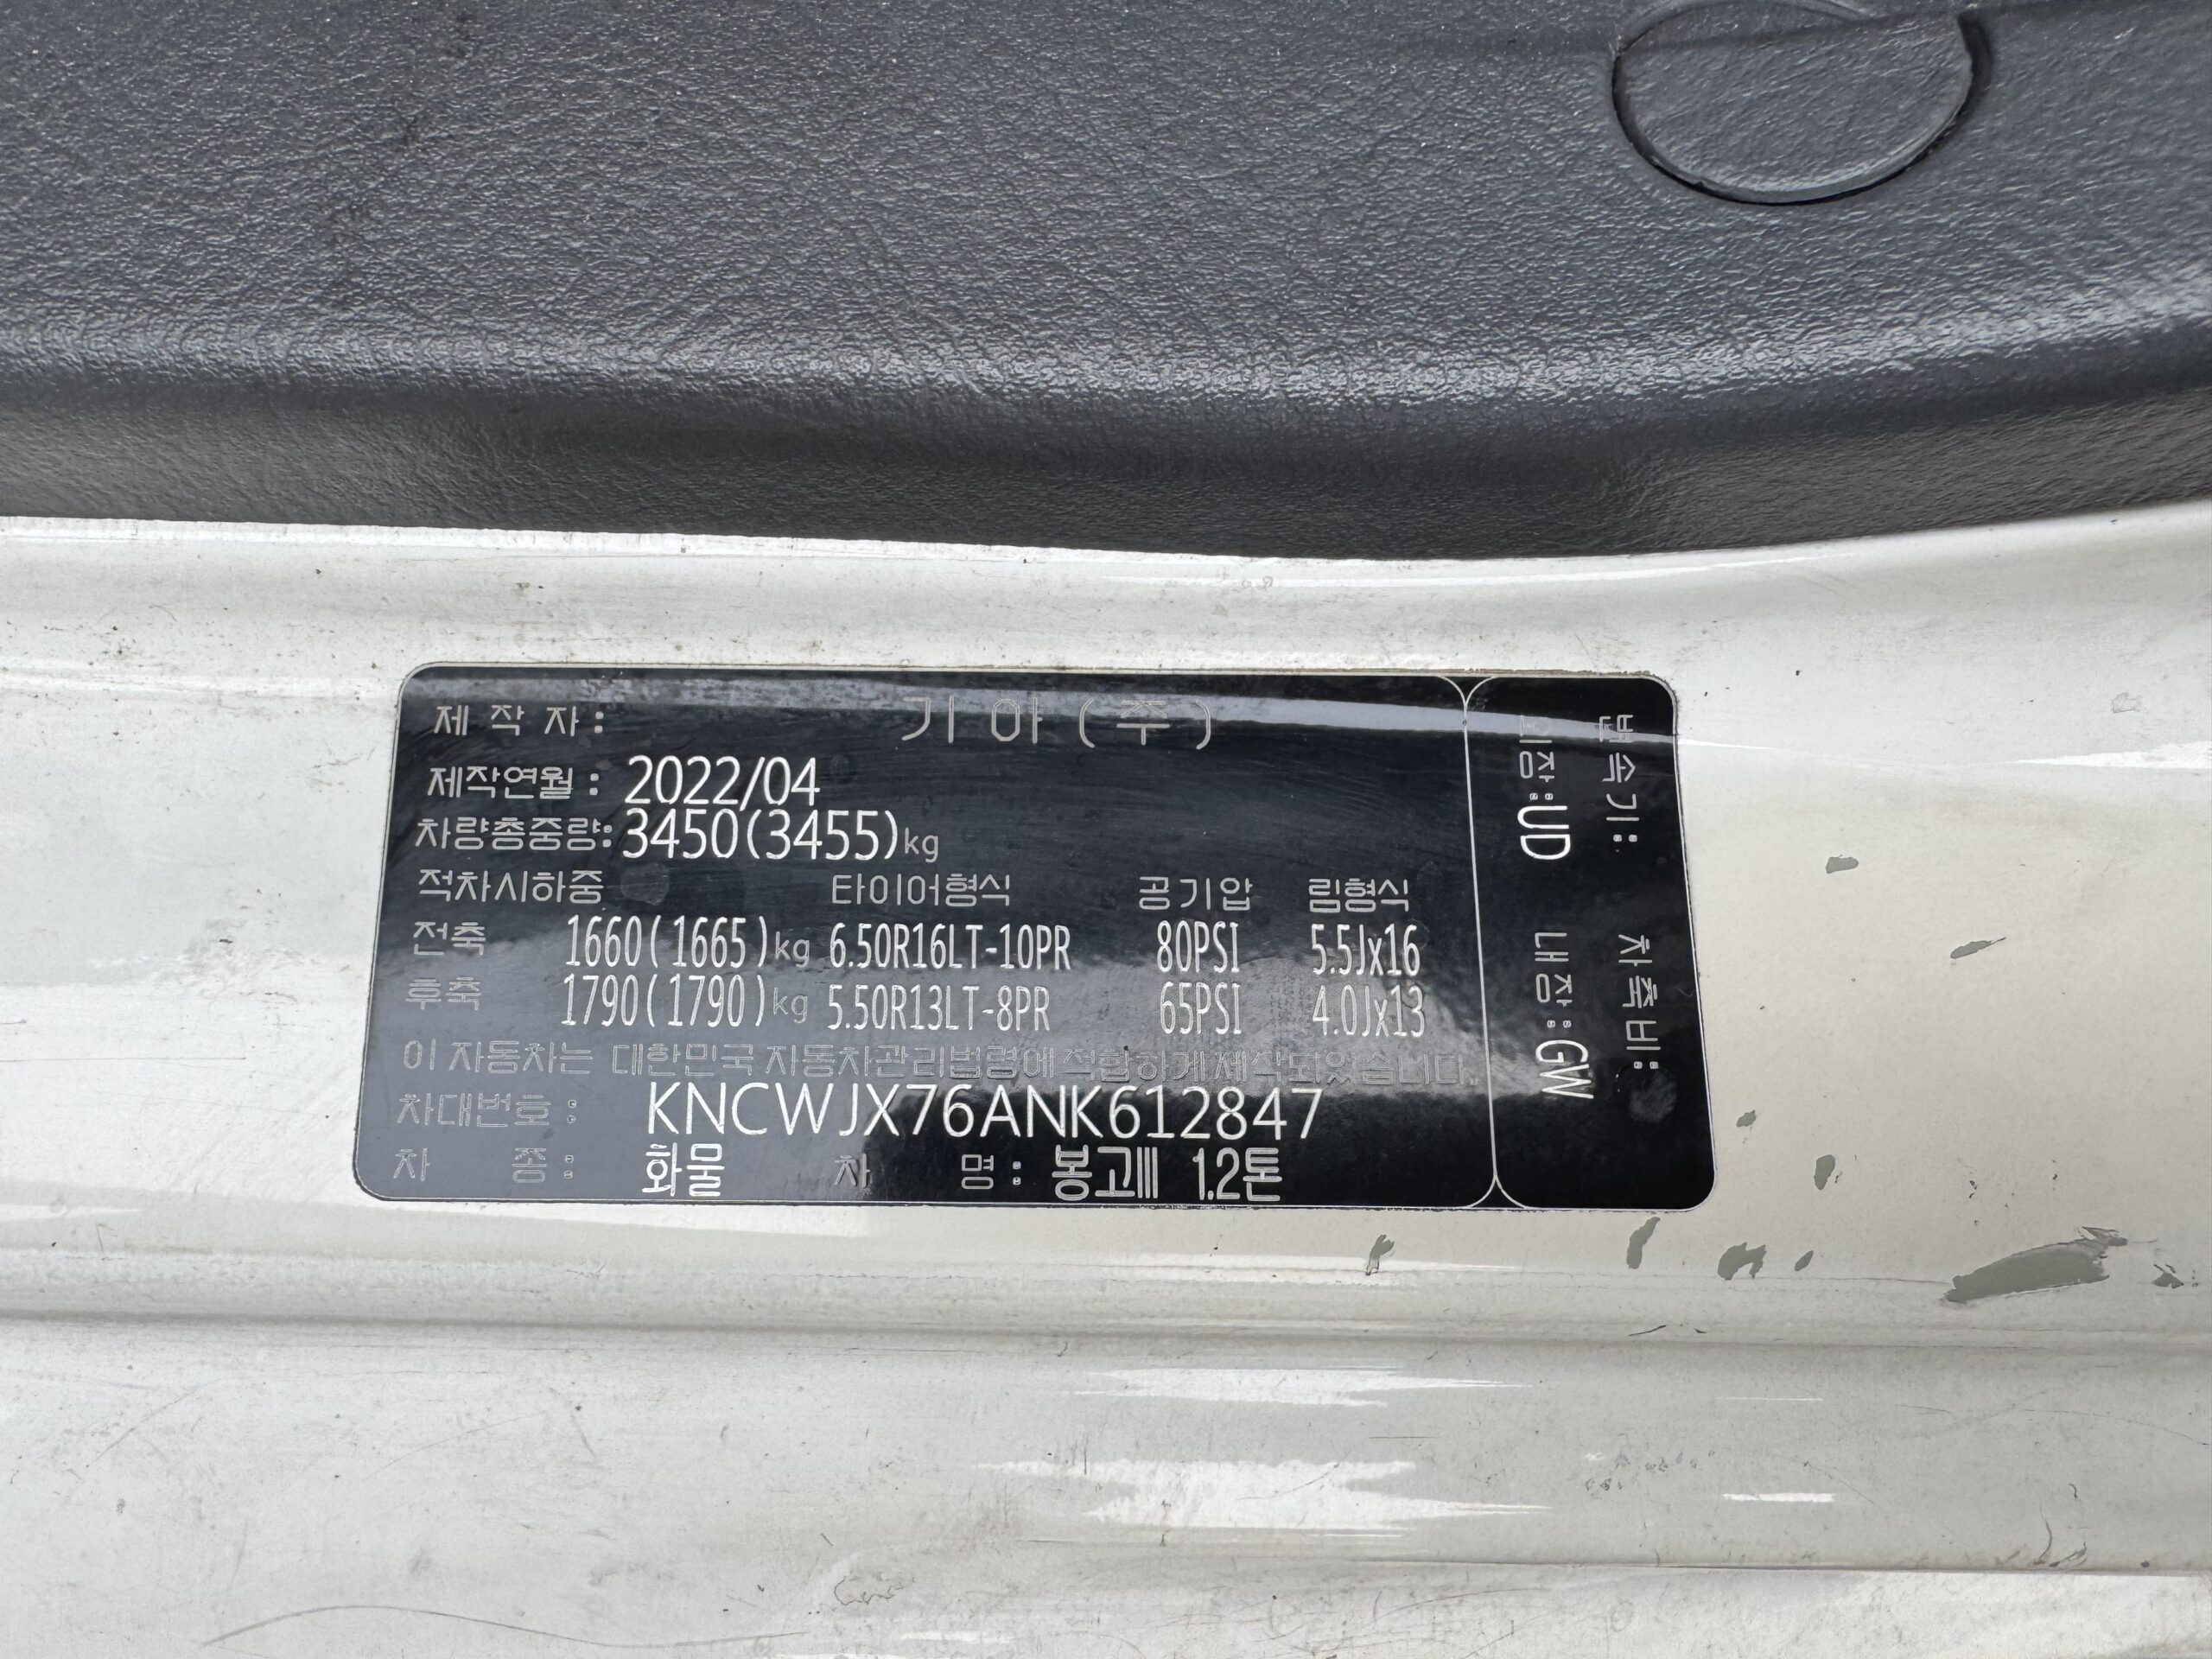 제 작 자 : 기 아 ( 주 )
제작연월 : 2022/04
차량총중량: 3450(3455)kg
적차시하중 타이어형식 공기압 림형식
전축 1660(1665)kg 6.50R16LT-10PR 80PSI 5.5Jx16
후축 1790(1790)kg 5.50R13LT-8PR 65PSI 4.0Jx13
이 자동차는 대한민국 자동차관리법령에 적합하게 제작되었습니다.
차대번호 : KNCWJX76ANK612847
차 종 : 화물 차 명 : 봉고Ⅲ 1.2톤
변속기: 차축비:
외장:UD 내장:GW